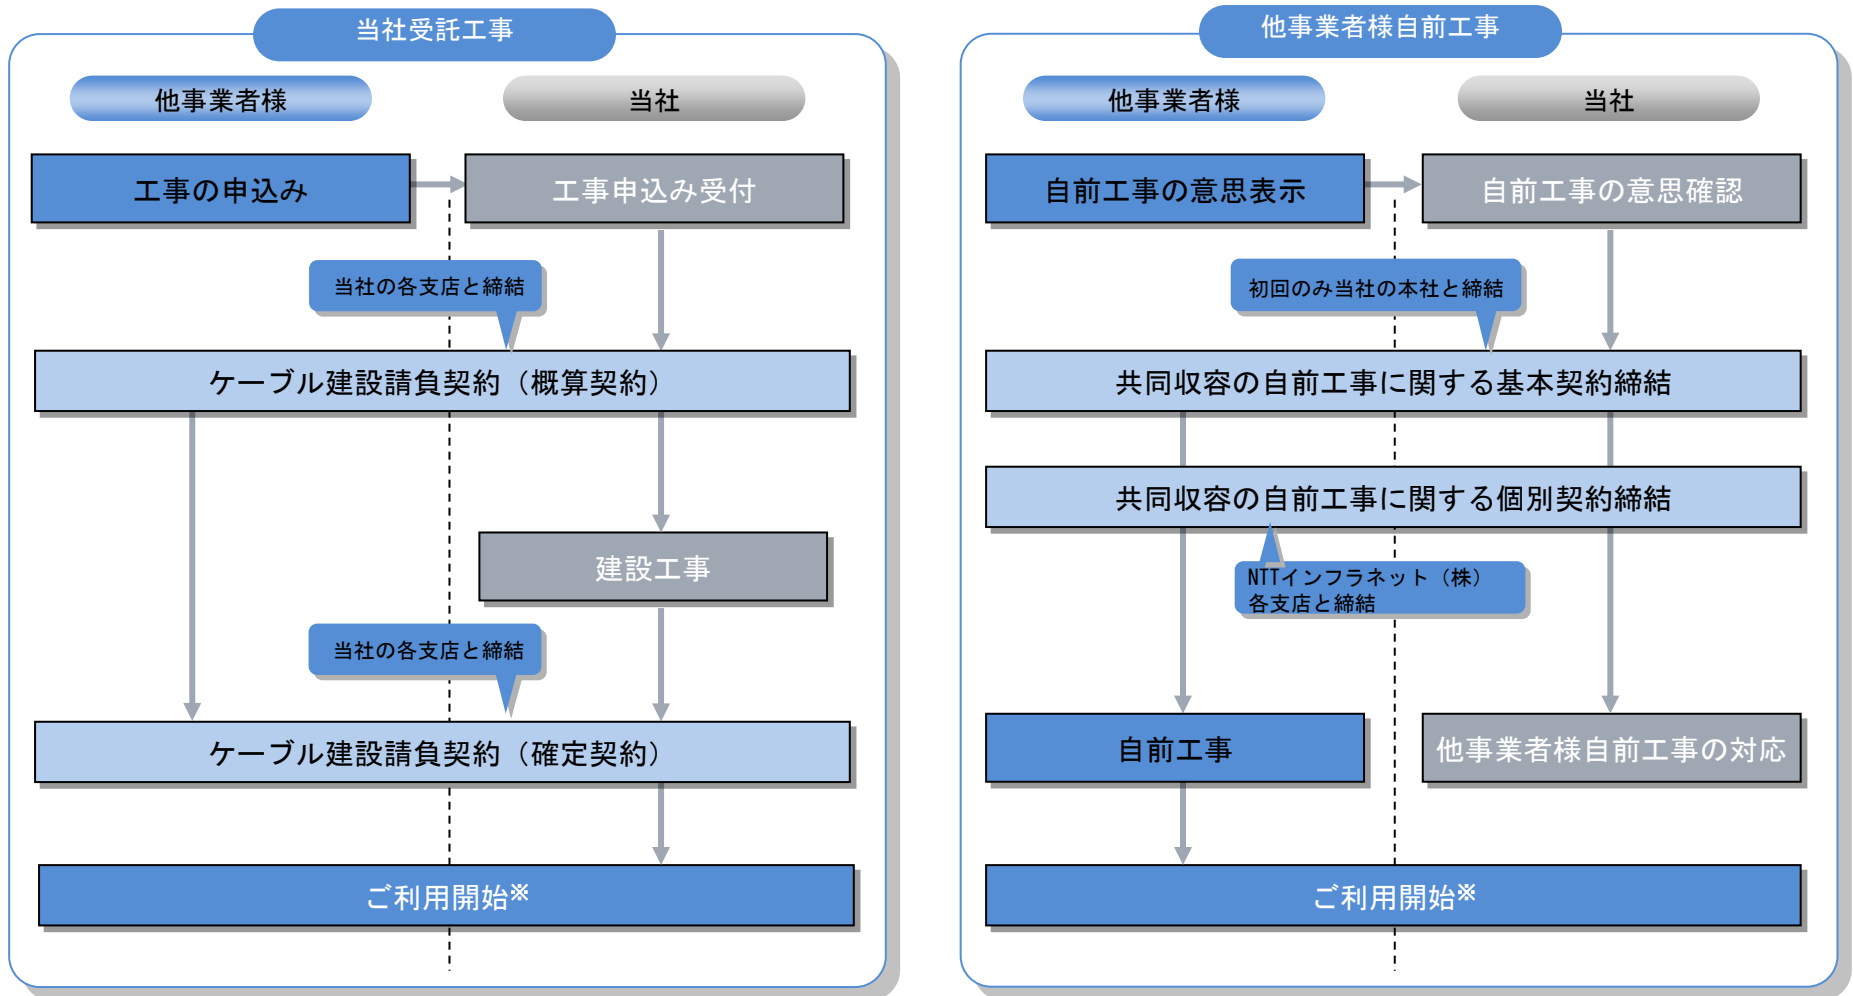 当社受託工事
他事業者様
当社
工事の申込み
工事申込み受付
当社の各支店と締結
ケーブル建設請負契約（概算契約）
建設工事
当社の各支店と締結
ケーブル建設請負契約（確定契約）
ご利用開始※
他事業者様自前工事
他事業者様
当社
自前工事の意思表示
自前工事の意思確認
初回のみ当社の本社と締結
共同収容の自前工事に関する基本契約締結
共同収容の自前工事に関する個別契約締結
NTTインフラネット（株）
各支店と締結
自前工事
他事業者様自前工事の対応
ご利用開始※